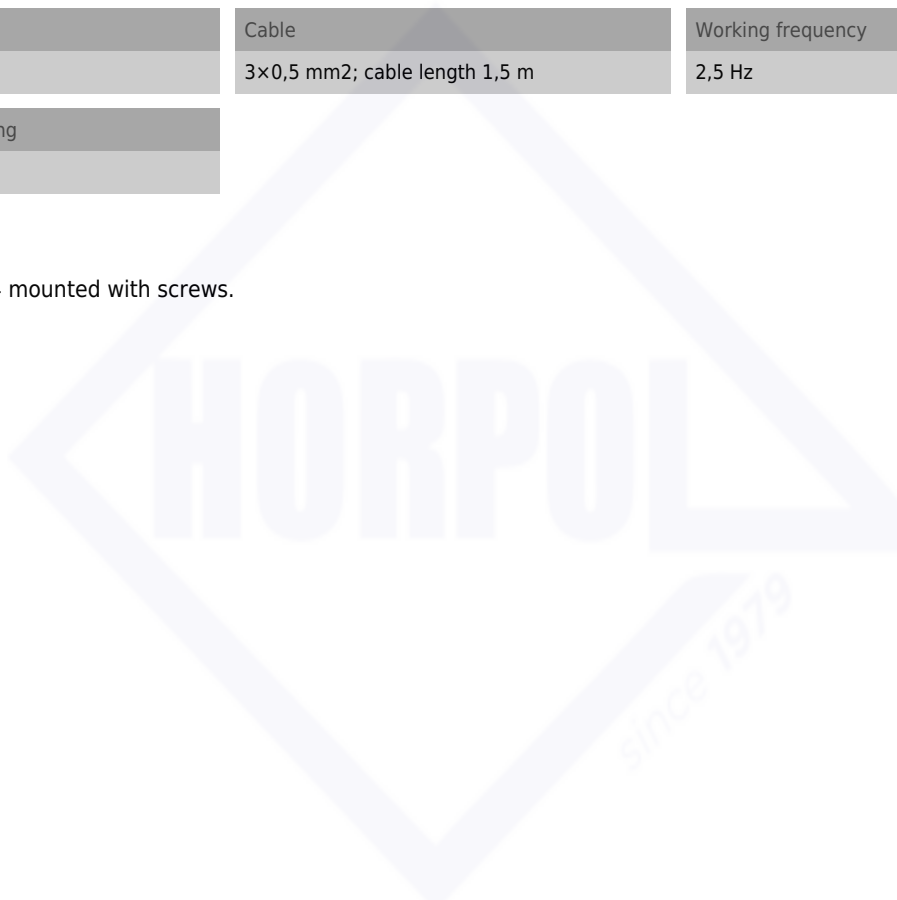 Cable
Working frequency
3×0,5 mm2; cable length 1,5 m
2,5 Hz
ng
mounted with screws.
HORPOL
since 1979